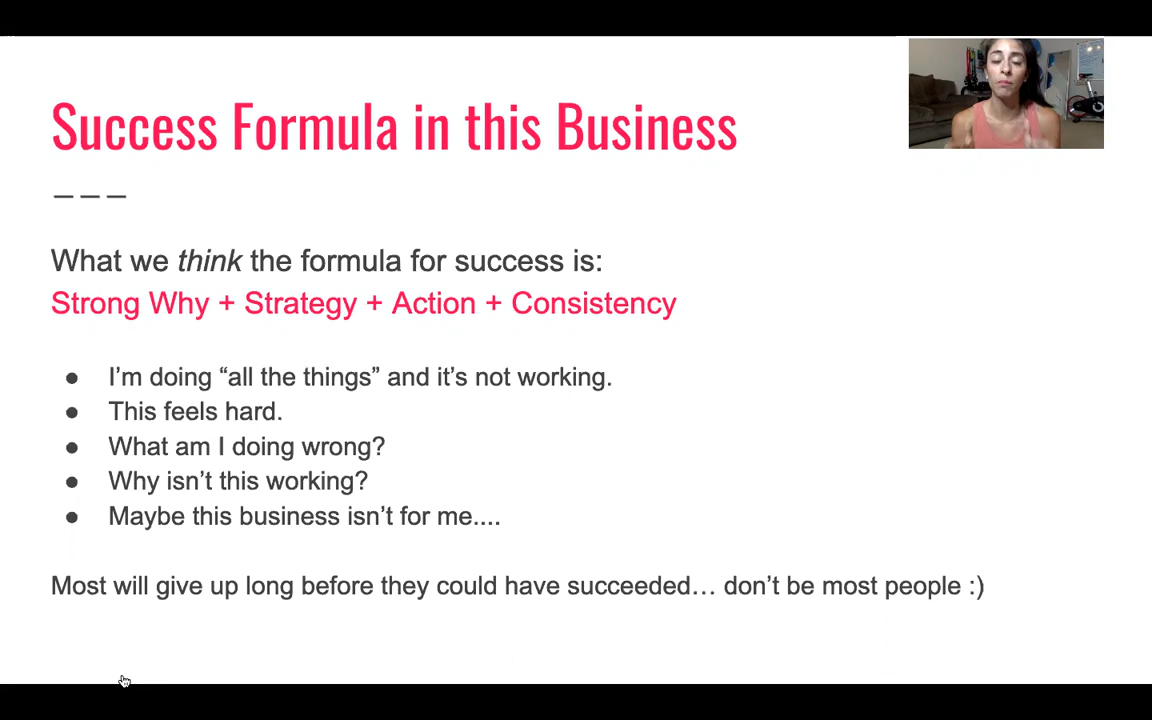 Success Formula in this Business
What we think the formula for success is:
Strong Why + Strategy + Action + Consistency
● I’m doing “all the things” and it’s not working.
● This feels hard.
● What am I doing wrong?
● Why isn’t this working?
● Maybe this business isn’t for me....
Most will give up long before they could have succeeded… don’t be most people :)